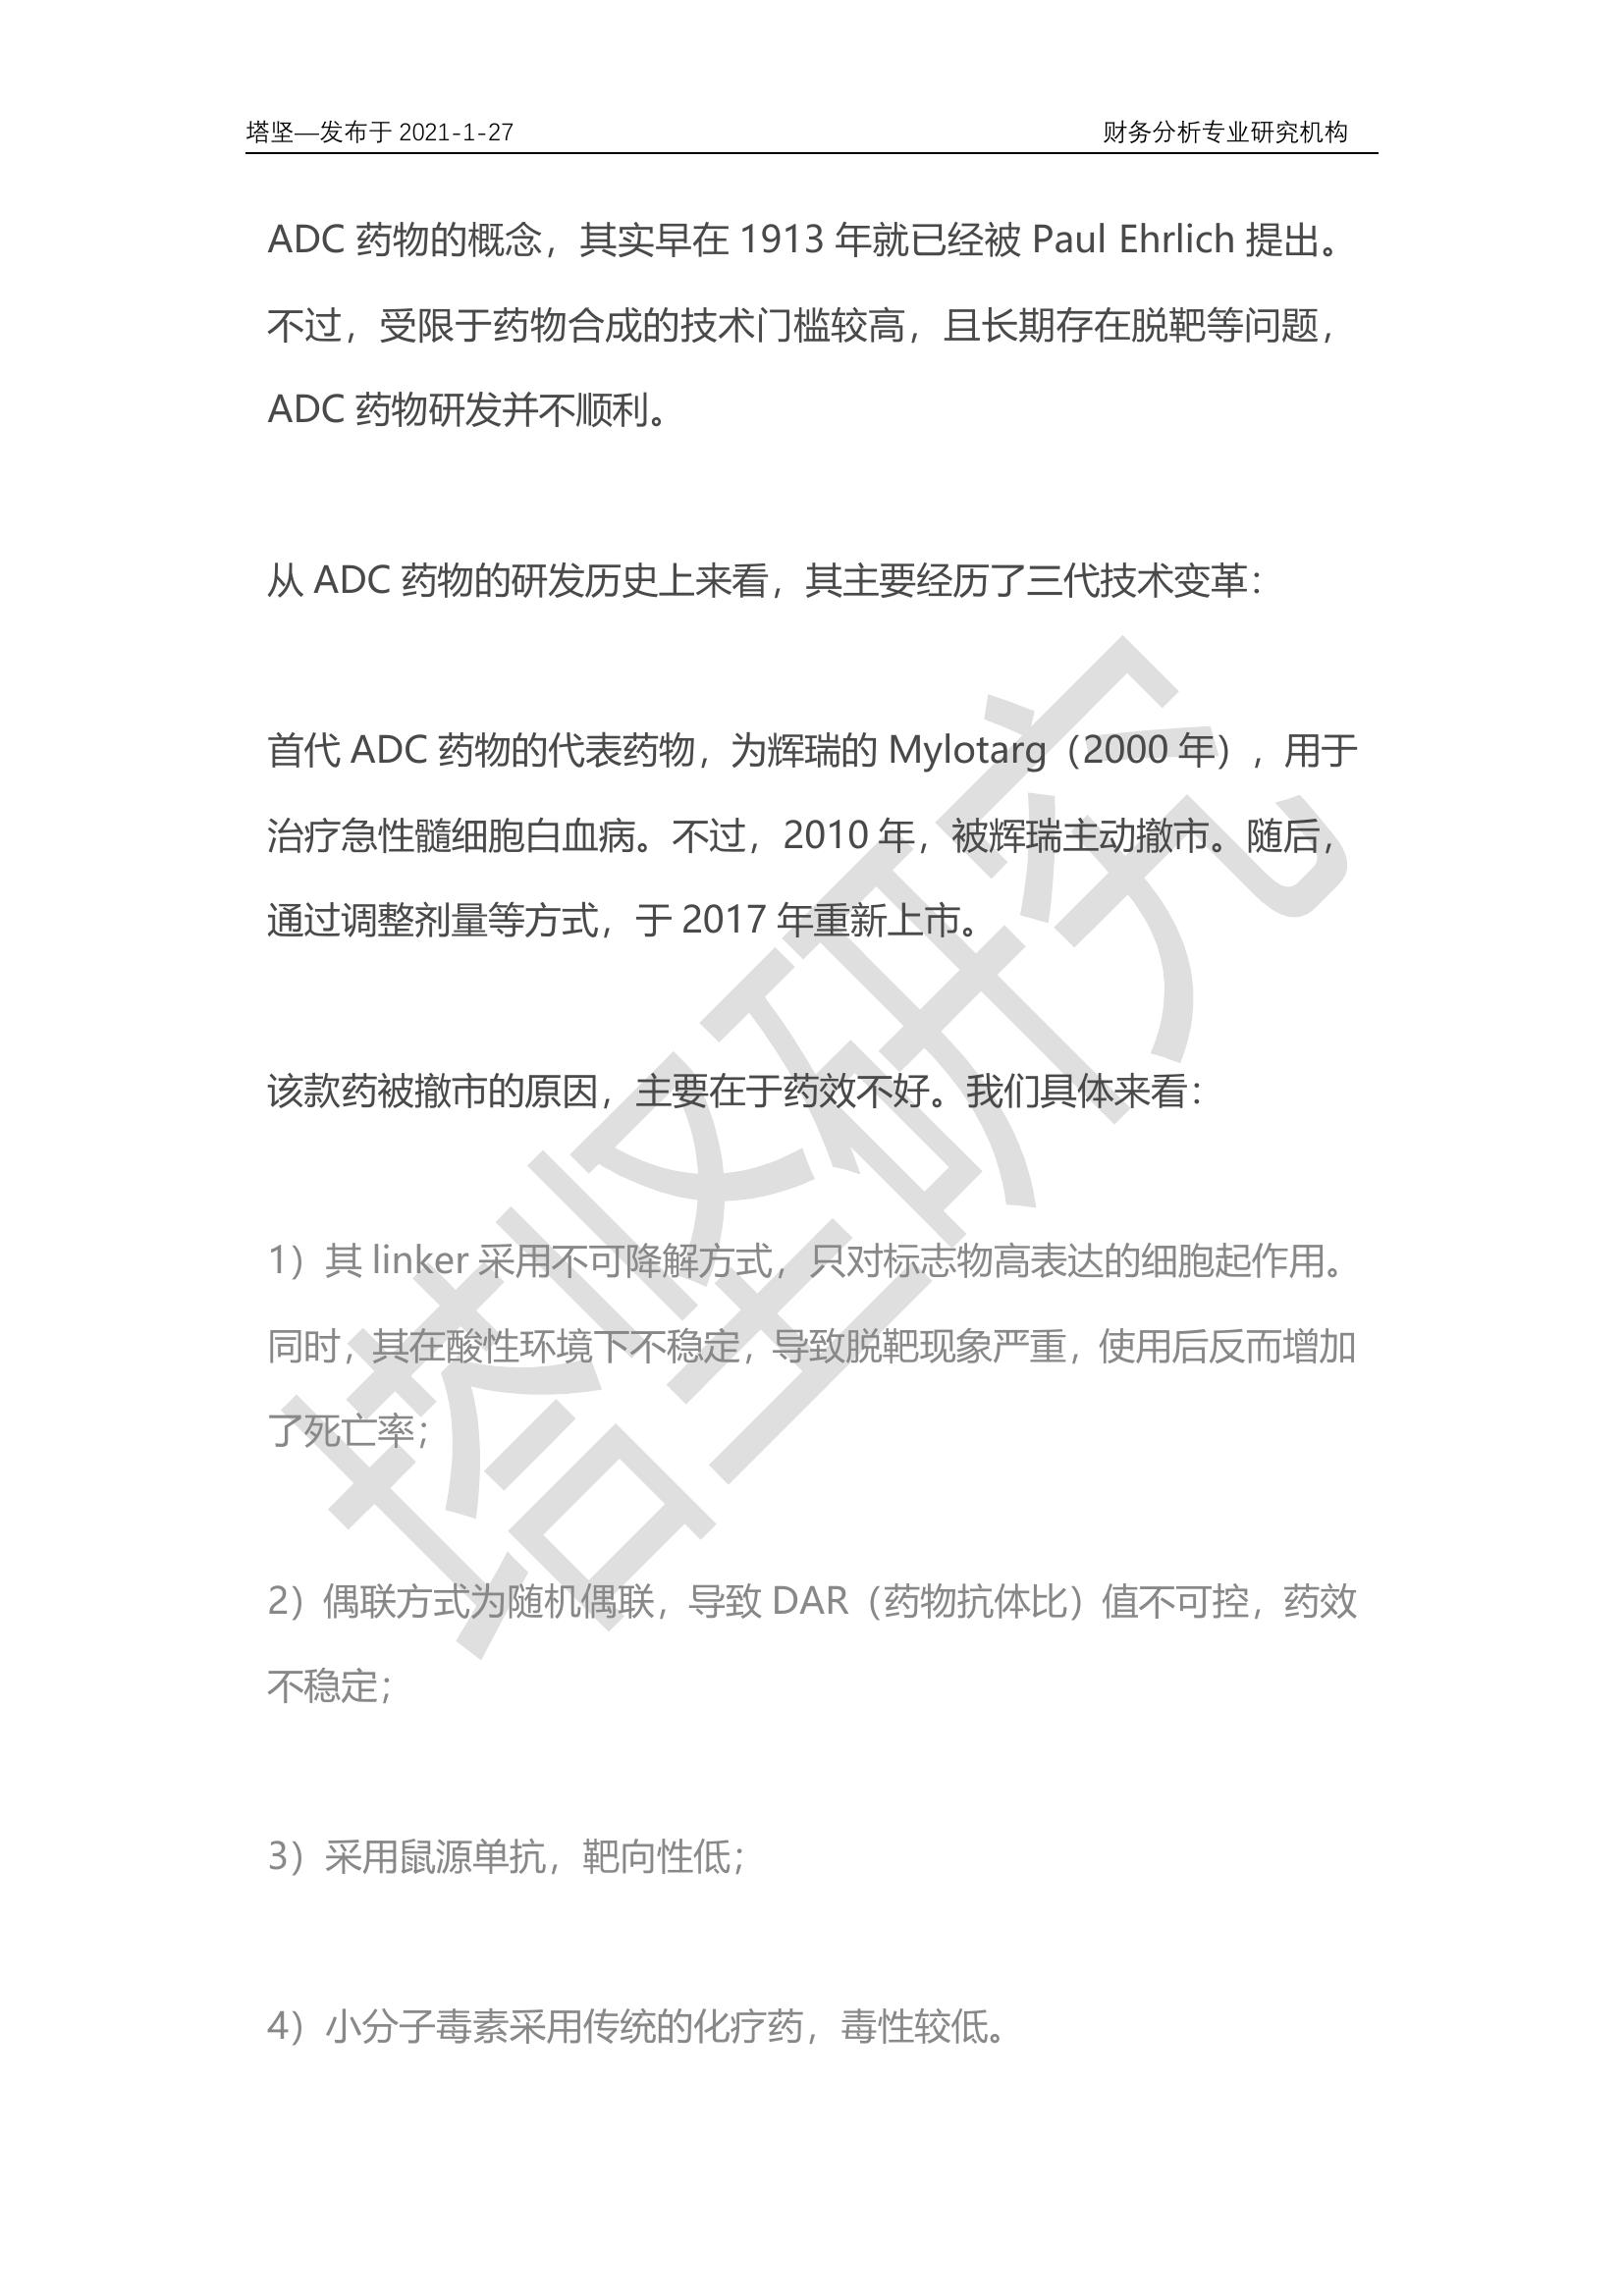 塔坚—发布于 2021-1-27 财务分析专业研究机构
ADC 药物的概念，其实早在 1913 年就已经被 Paul Ehrlich 提出。
不过，受限于药物合成的技术门槛较高，且长期存在脱靶等问题，
ADC 药物研发并不顺利。
从 ADC 药物的研发历史上来看，其主要经历了三代技术变革：
首代 ADC 药物的代表药物，为辉瑞的 Mylotarg（2000 年），用于
治疗急性髓细胞白血病。不过，2010 年，被辉瑞主动撤市。随后，
通过调整剂量等方式，于 2017 年重新上市。
该款药被撤市的原因，主要在于药效不好。我们具体来看：
1）其 linker 采用不可降解方式，只对标志物高表达的细胞起作用。
同时，其在酸性环境下不稳定，导致脱靶现象严重，使用后反而增加
了死亡率；
2）偶联方式为随机偶联，导致 DAR（药物抗体比）值不可控，药效
不稳定；
3）采用鼠源单抗，靶向性低；
4）小分子毒素采用传统的化疗药，毒性较低。
塔坚研究